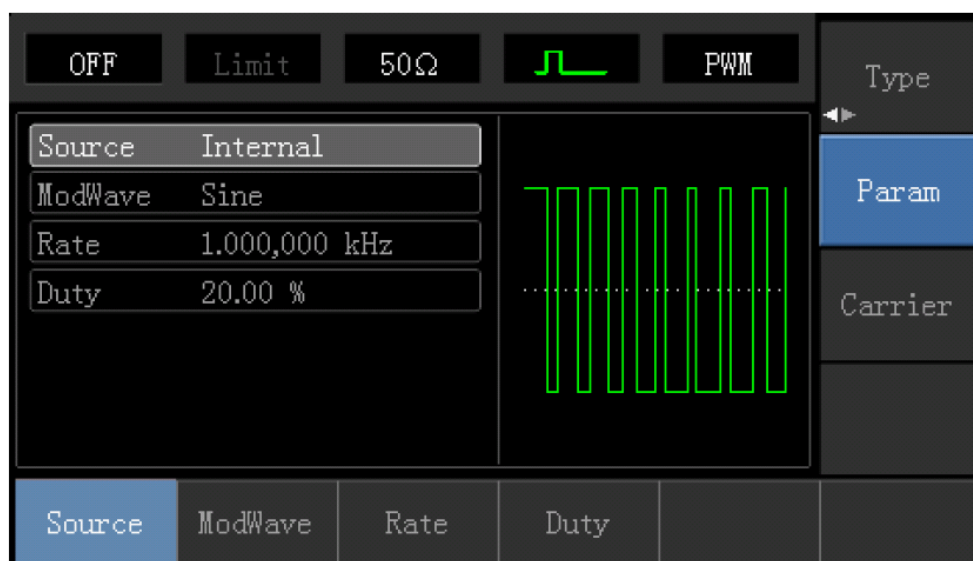 OFF Limit 50Ω PWM
Type
Source Internal
ModWave Sine
Rate 1.000,000 kHz
Duty 20.00 %
Param
Carrier
Source ModWave Rate Duty